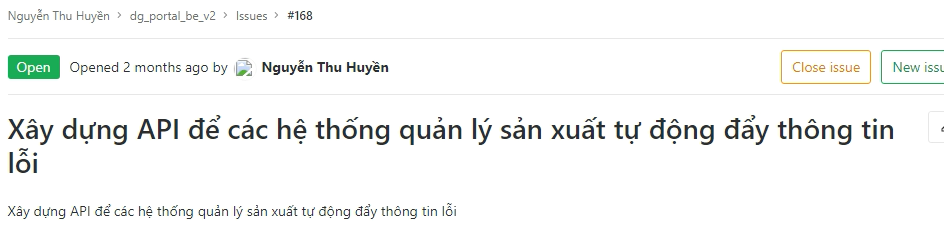 Nguyễn Thu Huyền > dg_portal_be_v2 > Issues > #168
Open Opened 2 months ago by Nguyễn Thu Huyền Close issue New
Xây dựng API để các hệ thống quản lý sản xuất tự động đẩy thông tin
lỗi
Xây dựng API để các hệ thống quản lý sản xuất tự động đẩy thông tin lỗi